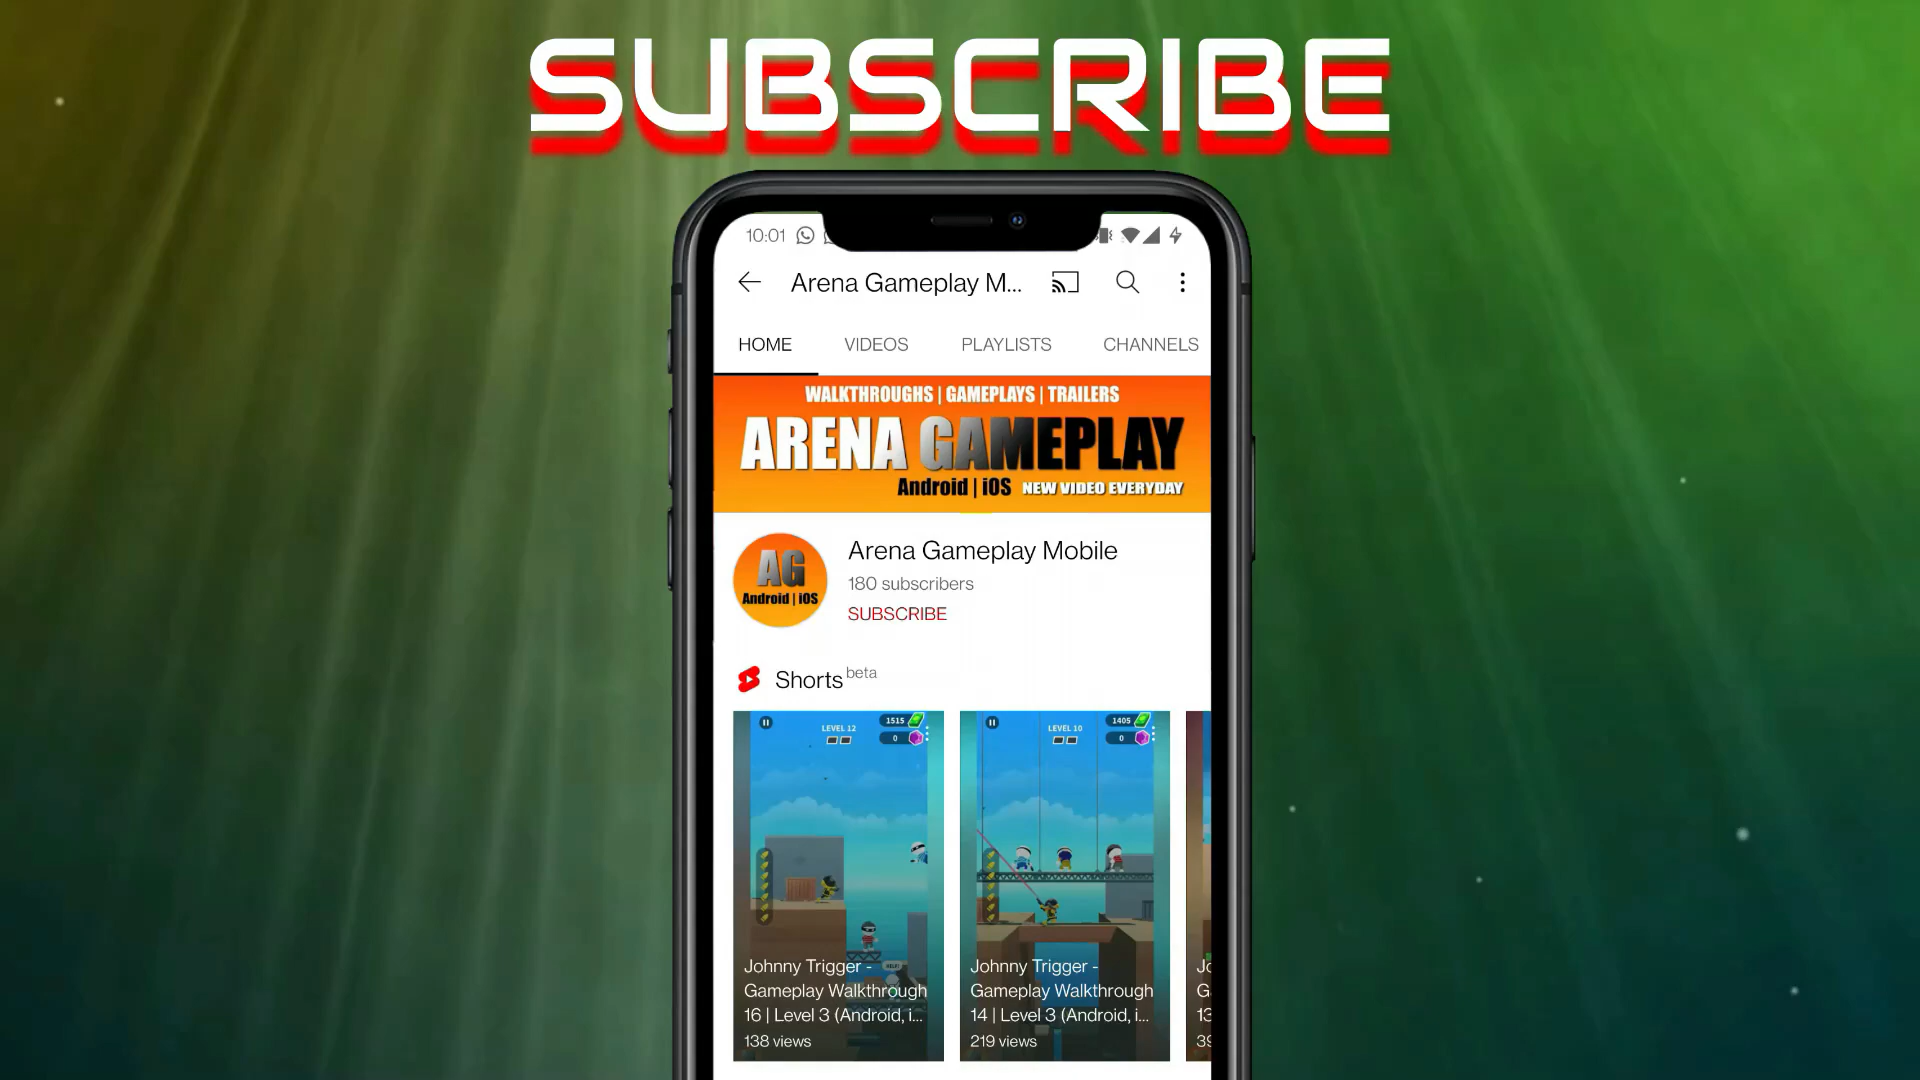 SUBSCRIBE
10:01
Arena Gameplay M...
HOME VIDEOS PLAYLISTS CHANNELS
WALKTHROUGHS | GAMEPLAYS | TRAILERS
ARENA GAMEPLAY
Android | iOS NEW VIDEO EVERYDAY
AG
Android | iOS
Arena Gameplay Mobile
180 subscribers
SUBSCRIBE
Shorts beta
LEVEL 12
1515
0
HELP!
Johnny Trigger -
Gameplay Walkthrough
16 | Level 3 (Android, i...
138 views
LEVEL 10
1405
0
Johnny Trigger -
Gameplay Walkthrough
14 | Level 3 (Android, i...
219 views